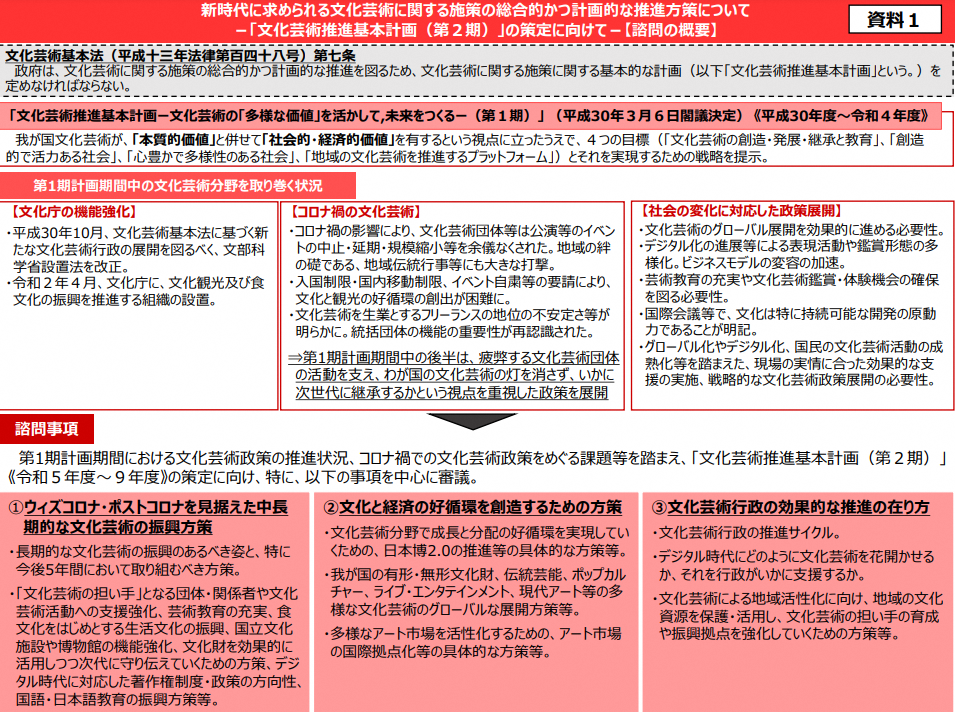 新時代に求められる文化芸術に関する施策の総合的かつ計画的な推進方策について
－「文化芸術推進基本計画（第２期）」の策定に向けて－【諮問の概要】
資料１
文化芸術基本法（平成十三年法律第百四十八号）第七条
政府は、文化芸術に関する施策の総合的かつ計画的な推進を図るため、文化芸術に関する施策に関する基本的な計画（以下「文化芸術推進基本計画」という。）を
定めなければならない。
「文化芸術推進基本計画－文化芸術の「多様な価値」を活かして,未来をつくる－（第１期）」（平成30年３月６日閣議決定）《平成30年度～令和４年度》
我が国文化芸術が、「本質的価値」と併せて「社会的・経済的価値」を有するという視点に立ったうえで、４つの目標（「文化芸術の創造・発展・継承と教育」、「創造
的で活力ある社会」、「心豊かで多様性のある社会」、「地域の文化芸術を推進するプラットフォーム」）とそれを実現するための戦略を提示。
第1期計画期間中の文化芸術分野を取り巻く状況
【文化庁の機能強化】
・平成30年10月、文化芸術基本法に基づく新
たな文化芸術行政の展開を図るべく、文部科
学省設置法を改正。
・令和２年４月、文化庁に、文化観光及び食
文化の振興を推進する組織の設置。
【コロナ禍の文化芸術】
・コロナ禍の影響により、文化芸術団体等は公演等のイベン
トの中止・延期・規模縮小等を余儀なくされた。地域の絆
の礎である、地域伝統行事等にも大きな打撃。
・入国制限・国内移動制限、イベント自粛等の要請により、
文化と観光の好循環の創出が困難に。
・文化芸術を生業とするフリーランスの地位の不安定さ等が
明らかに。統括団体の機能の重要性が再認識された。
⇒第1期計画期間中の後半は、疲弊する文化芸術団体
の活動を支え、わが国の文化芸術の灯を消さず、いかに
次世代に継承するかという視点を重視した政策を展開
【社会の変化に対応した政策展開】
・文化芸術のグローバル展開を効果的に進める必要性。
・デジタル化の進展等による表現活動や鑑賞形態の多
様化。ビジネスモデルの変容の加速。
・芸術教育の充実や文化芸術鑑賞・体験機会の確保
を図る必要性。
・国際会議等で、文化は特に持続可能な開発の原動
力であることが明記。
・グローバル化やデジタル化、国民の文化芸術活動の成
熟化等を踏まえた、現場の実情に合った効果的な支
援の実施、戦略的な文化芸術政策展開の必要性。
諮問事項
第1期計画期間における文化芸術政策の推進状況、コロナ禍での文化芸術政策をめぐる課題等を踏まえ、「文化芸術推進基本計画（第２期）」
《令和５年度～９年度》の策定に向け、特に、以下の事項を中心に審議。
①ウィズコロナ・ポストコロナを見据えた中長
期的な文化芸術の振興方策
・長期的な文化芸術の振興のあるべき姿と、特に
今後5年間において取り組むべき方策。
・「文化芸術の担い手」となる団体・関係者や文化
芸術活動への支援強化、芸術教育の充実、食
文化をはじめとする生活文化の振興、国立文化
施設や博物館の機能強化、文化財を効果的に
活用しつつ次代に守り伝えていくための方策、デジ
タル時代に対応した著作権制度・政策の方向性、
国語・日本語教育の振興方策等。
②文化と経済の好循環を創造するための方策
・文化芸術分野で成長と分配の好循環を実現してい
くための、日本博2.0の推進等の具体的な方策等。
・我が国の有形・無形文化財、伝統芸能、ポップカル
チャー、ライブ・エンタテインメント、現代アート等の多
様な文化芸術のグローバルな展開方策等。
・多様なアート市場を活性化するための、アート市場
の国際拠点化等の具体的な方策等。
③文化芸術行政の効果的な推進の在り方
・文化芸術行政の推進サイクル。
・デジタル時代にどのように文化芸術を花開かせる
か、それを行政がいかに支援するか。
・文化芸術による地域活性化に向け、地域の文化
資源を保護・活用し、文化芸術の担い手の育成
や振興拠点を強化していくための方策等。